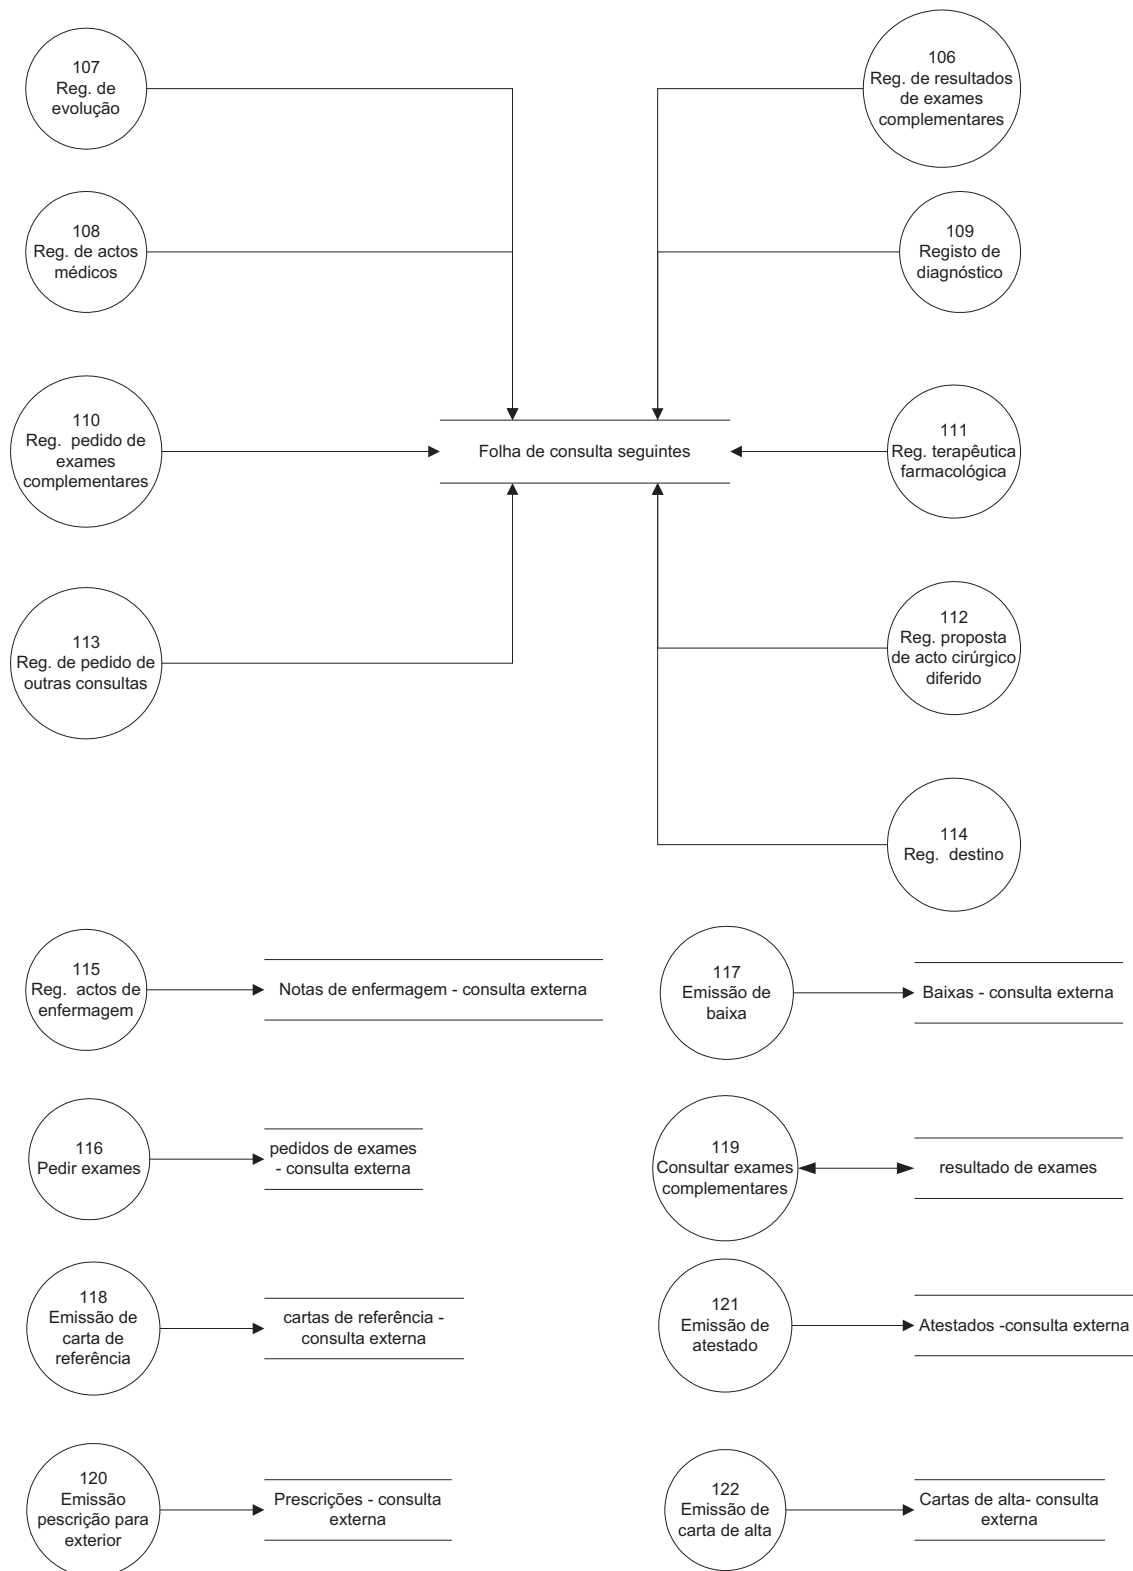 107
Reg. de
evolução
106
Reg. de resultados
de exames
complementares
108
Reg. de actos
médicos
109
Registo de
diagnóstico
110
Reg. pedido de
exames
complementares
Folha de consulta seguintes
111
Reg. terapêutica
farmacológica
113
Reg. de pedido de
outras consultas
112
Reg. proposta
de acto cirúrgico
diferido
114
Reg. destino
115
Reg. actos de
enfermagem
Notas de enfermagem - consulta externa
117
Emissão de
baixa
Baixas - consulta externa
116
Pedir exames
pedidos de exames
- consulta externa
119
Consultar exames
complementares
resultado de exames
118
Emissão de
carta de
referência
cartas de referência -
consulta externa
121
Emissão de
atestado
Atestados -consulta externa
120
Emissão
pescrição para
exterior
Prescrições - consulta
externa
122
Emissão de
carta de alta
Cartas de alta- consulta
externa